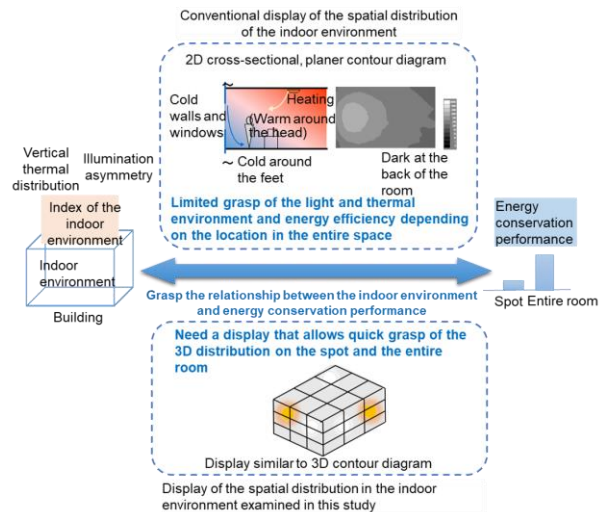 Conventional display of the spatial distribution
of the indoor environment
2D cross-sectional, planer contour diagram
Cold
walls and
windows
Heating
(Warm around
the head)
~
~ Cold around
the feet
Dark at the
back of the
room
Limited grasp of the light and thermal
environment and energy efficiency depending
on the location in the entire space
Vertical
thermal
distribution
Illumination
asymmetry
Index of the
indoor
environment
Indoor
environment
Building
Energy
conservation
performance
Spot Entire room
Grasp the relationship between the indoor environment
and energy conservation performance
Need a display that allows quick grasp of the
3D distribution on the spot and the entire
room
Display similar to 3D contour diagram
Display of the spatial distribution in the indoor
environment examined in this study